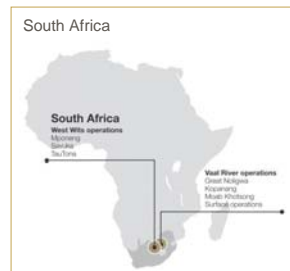 South Africa
South Africa
West Wits operations
Mponeng
Savuka
TauTona
Vaal River operations
Great Noligwa
Kopanang
Moab Khotsong
Surface operations